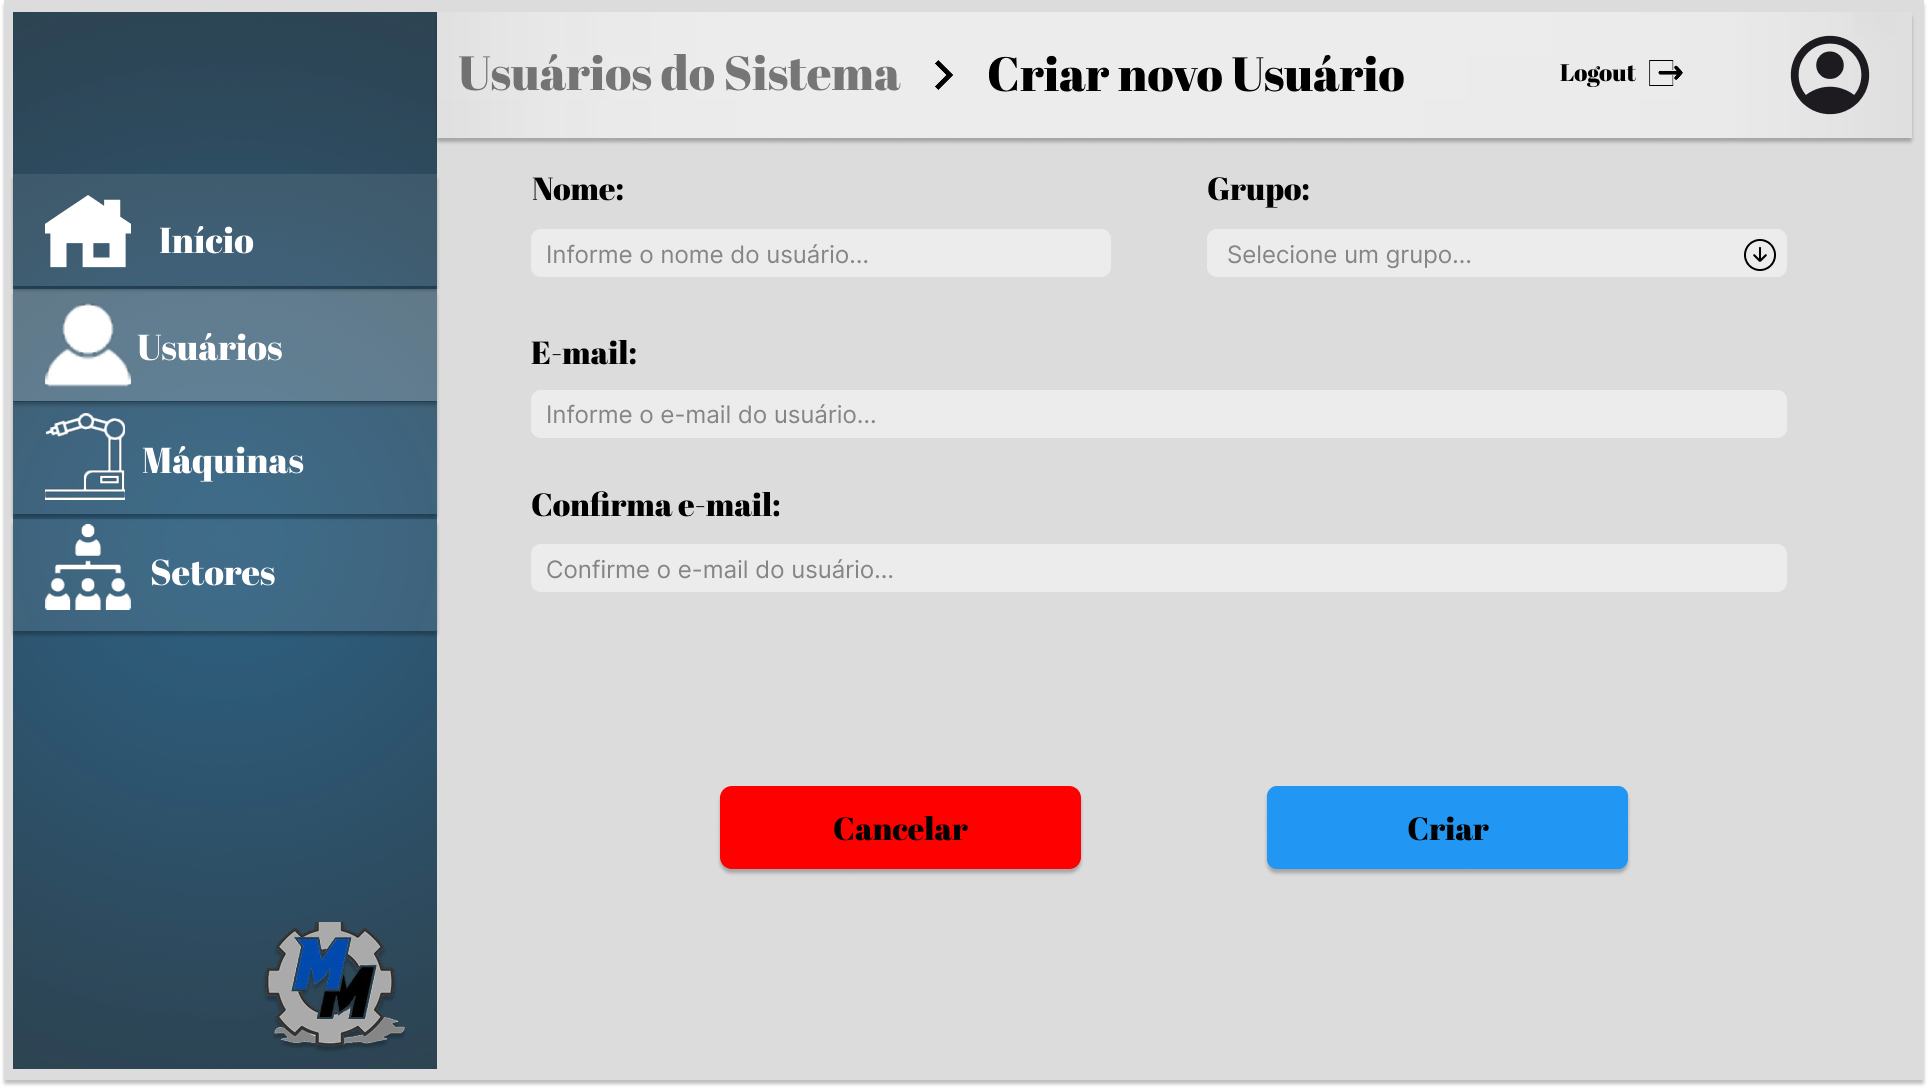 Usuários do Sistema > Criar novo Usuário
Logout
Início
Usuários
Máquinas
Setores
Nome:
Informe o nome do usuário...
Grupo:
Selecione um grupo...
E-mail:
Informe o e-mail do usuário...
Confirma e-mail:
Confirme o e-mail do usuário...
Cancelar
Criar
MM